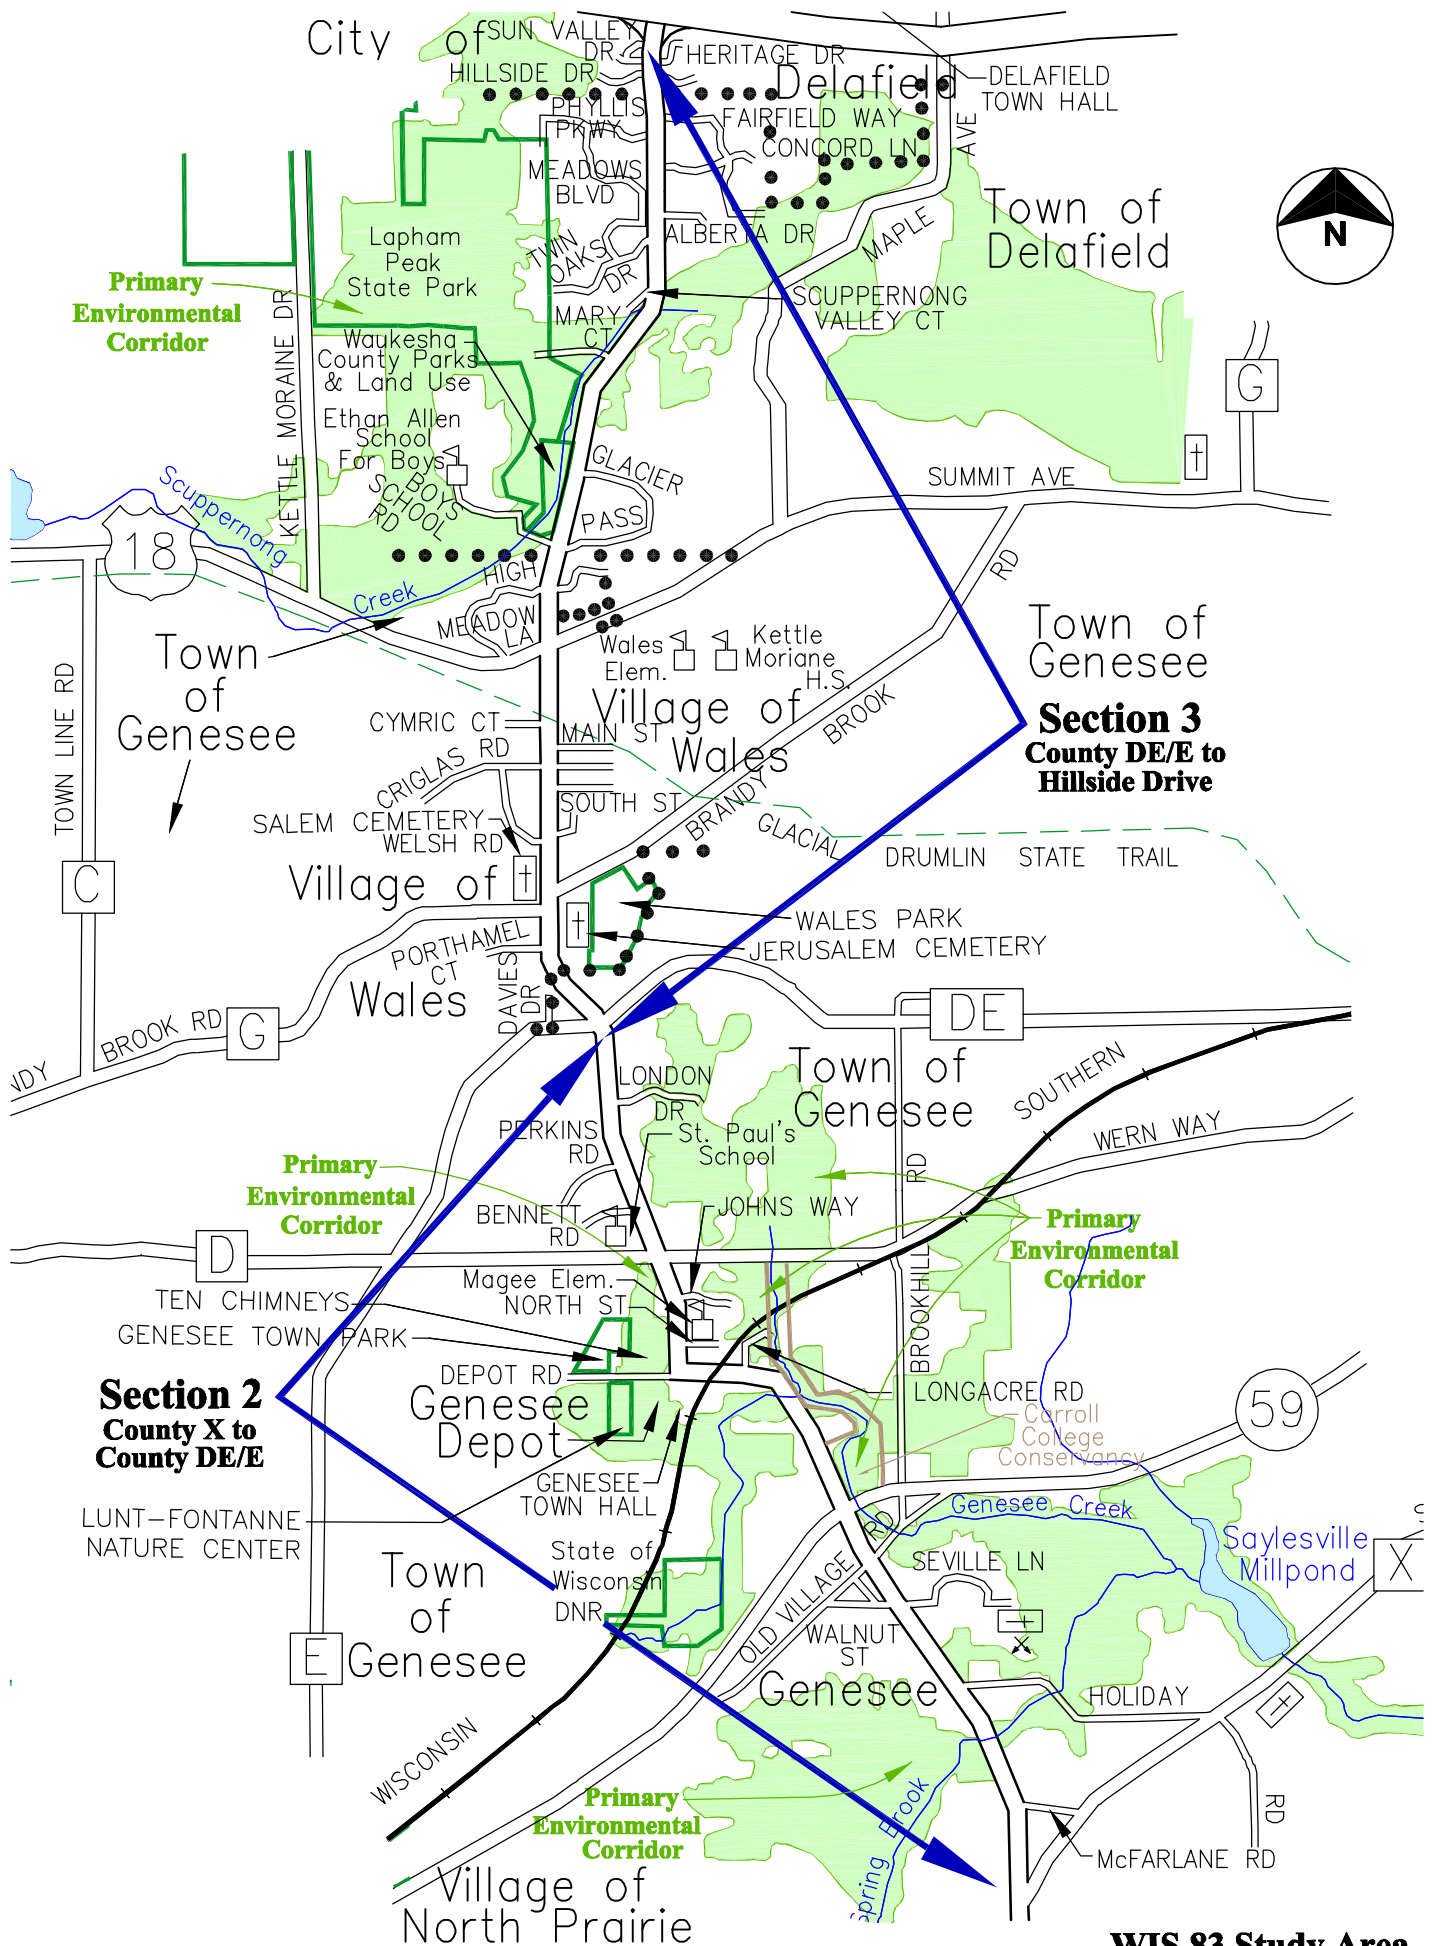 City of
SUN VALLEY
DR
HERITAGE DR
HILLSIDE DR
Delafield
DELAFIELD
TOWN HALL
PHYLLIS
PKWY
FAIRFIELD WAY
CONCORD LN
AVE
MEADOWS
BLVD
Town of
Delafield
N
Lapham
Peak
State Park
TWIN
OAKS
DR
ALBERTA DR
MAPLE
Primary
Environmental
Corridor
SCUPPERNONG
VALLEY CT
MARY
CT
KETTLE MORAINE DR
Waukesha
County Parks
& Land Use
G
Ethan Allen
School
For Boys
BOYS
SCHOOL
RD
GLACIER
PASS
SUMMIT AVE
Scuppernong
Creek
18
HIGH
MEADOW
LA
RD
Town
of
Genesee
Wales
Elem.
Kettle
Moriane
H.S.
Town of
Genesee
TOWN LINE RD
CYMRIC CT
Village of
Wales
MAIN ST
BROOK
Section 3
County DE/E to
Hillside Drive
CRIGLAS RD
SOUTH ST
BRANDY
SALEM CEMETERY
WELSH RD
GLACIAL
DRUMLIN STATE TRAIL
C
Village of
WALES PARK
JERUSALEM CEMETERY
PORTHAMEL
CT
Wales
DAVIES
DR
DE
BROOK RD
G
NDY
Town of
Genesee
SOUTHERN
LONDON
DR
WERN WAY
PERKINS
RD
St. Paul's
School
RD
Primary
Environmental
Corridor
BENNETT
RD
JOHNS WAY
Primary
Environmental
Corridor
D
Magee Elem.
NORTH ST
TEN CHIMNEYS
GENESEE TOWN PARK
BROOKHILL
DEPOT RD
LONGACRE RD
Section 2
County X to
County DE/E
Genesee
Depot
Carroll
College
Conservancy
59
GENESEE
TOWN HALL
LUNT-FONTANNE
NATURE CENTER
Genesee Creek
RD
Saylesville
Millpond
X
State of
Wisconsin
DNR
SEVILLE LN
Town
of
Genesee
OLD VILLAGE
WALNUT
ST
E
Genesee
HOLIDAY
RD
WISCONSIN
Primary
Environmental
Corridor
Spring Brook
McFARLANE RD
Village of
North Prairie
WIS 83 Study Area